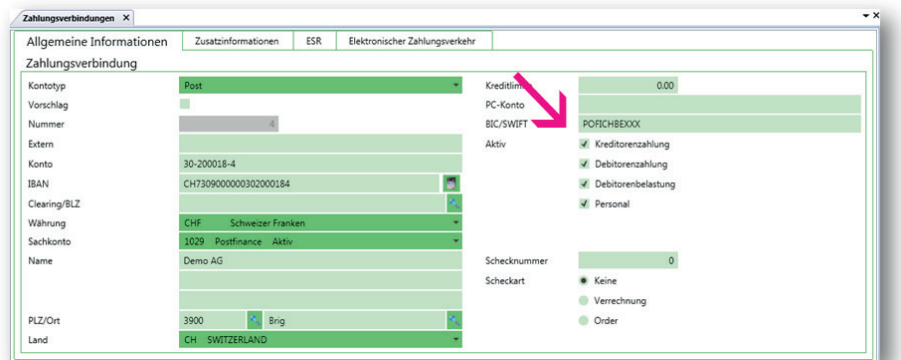 Zahlungsverbindungen ×
Allgemeine Informationen Zusatzinformationen ESR Elektronischer Zahlungsverkehr
Zahlungsverbindung
Kontotyp Post Kreditlimite 0.00
Vorschlag PC-Konto
Nummer 4 BIC/SWIFT POFICHBEXXX
Extern Aktiv Kreditorenzahlung
Konto 30-200018-4 Debitorenzahlung
IBAN CH7309000000302000184 Debitorenbelastung
Clearing/BLZ Personal
Währung CHF Schweizer Franken
Sachkonto 1029 Postfinance Aktiv
Name Demo AG Schecknummer 0
Scheckart Keine
Verrechnung
PLZ/Ort 3900 Brig Order
Land CH SWITZERLAND